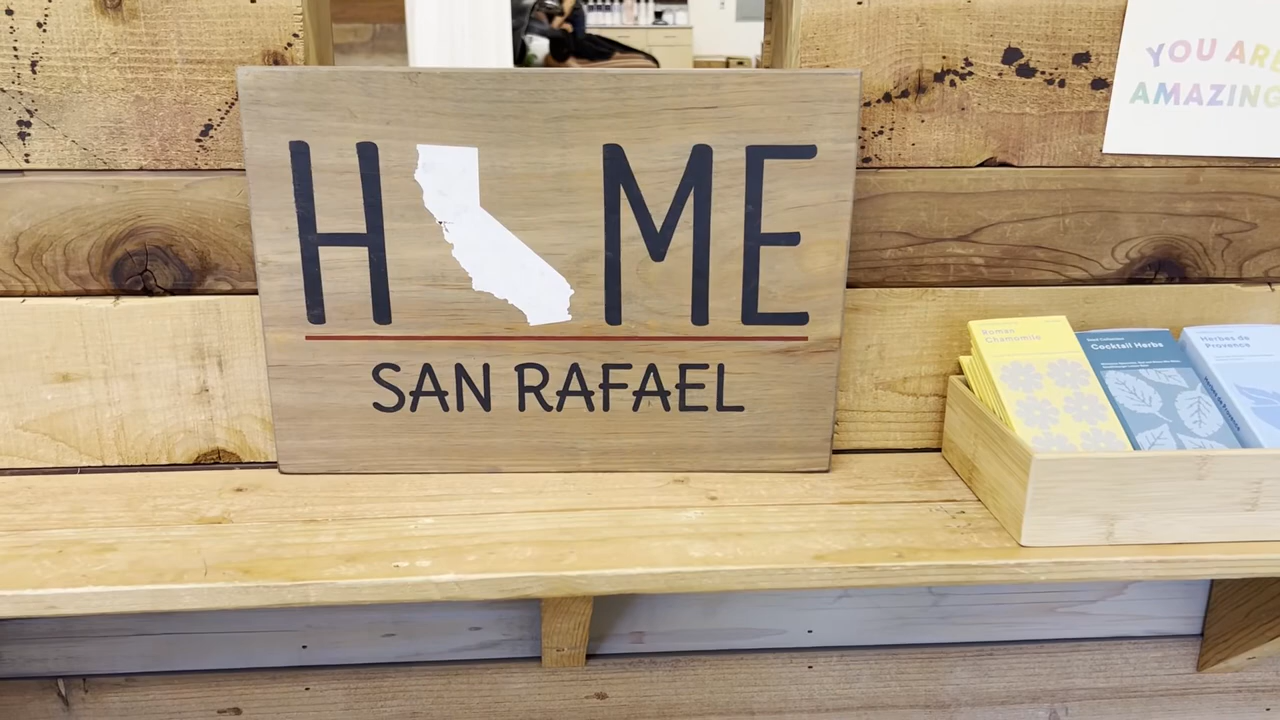 H ME
SAN RAFAEL
YOU ARE
AMAZING
Roman
Chamomile
Cocktail Herbs
Herbes de
Provence